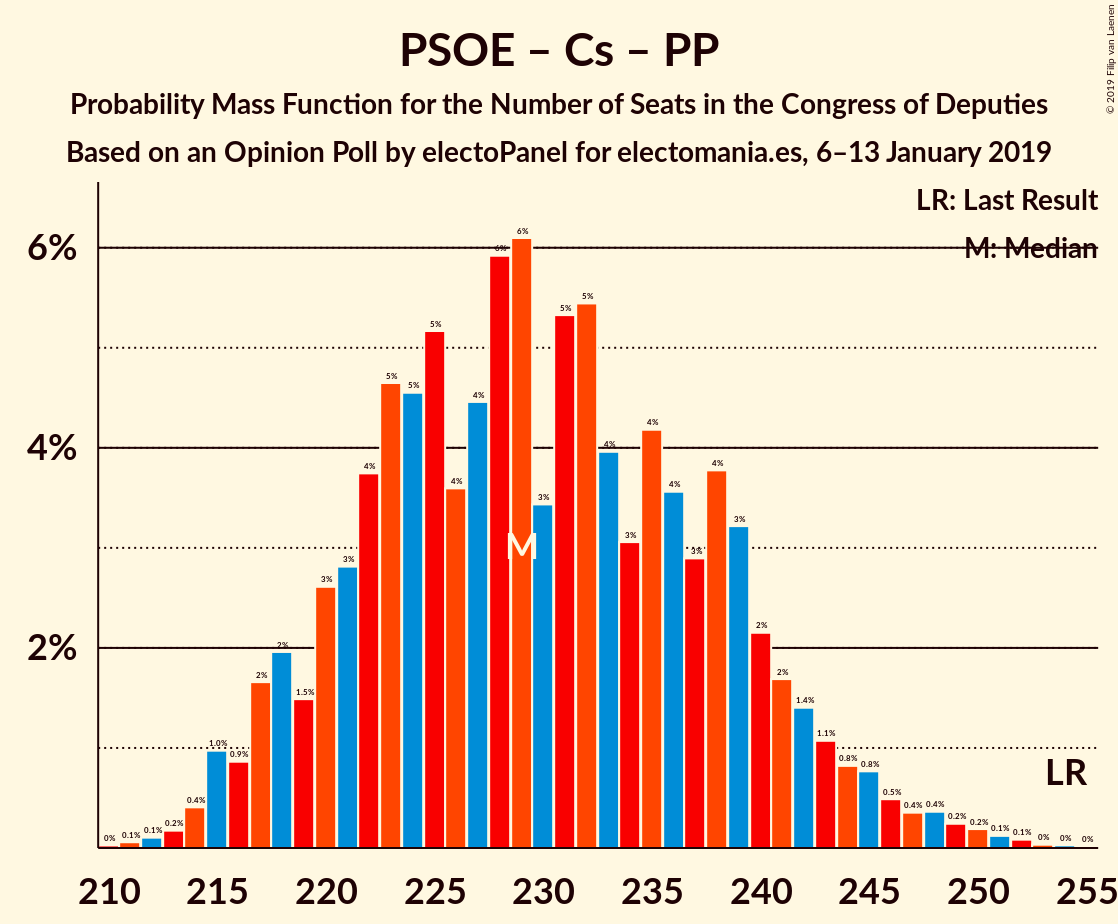 PSOE – Cs – PP
Probability Mass Function for the Number of Seats in the Congress of Deputies
Based on an Opinion Poll by electoPanel for electomania.es, 6–13 January 2019
© 2019 Filip van Laenen
LR: Last Result
M: Median
6%
4%
2%
0% 0.1% 0.1% 0.2% 0.4% 1.0% 0.9% 2% 2% 1.5% 3% 3% 4% 5% 5% 5% 4% 4% 6% 6% 3% 5% 5% 4% 3% 4% 4% 3% 4% 3% 2% 2% 1.4% 1.1% 0.8% 0.8% 0.5% 0.4% 0.4% 0.2% 0.2% 0.1% 0.1% 0% 0% 0%
M
LR
210 215 220 225 230 235 240 245 250 255